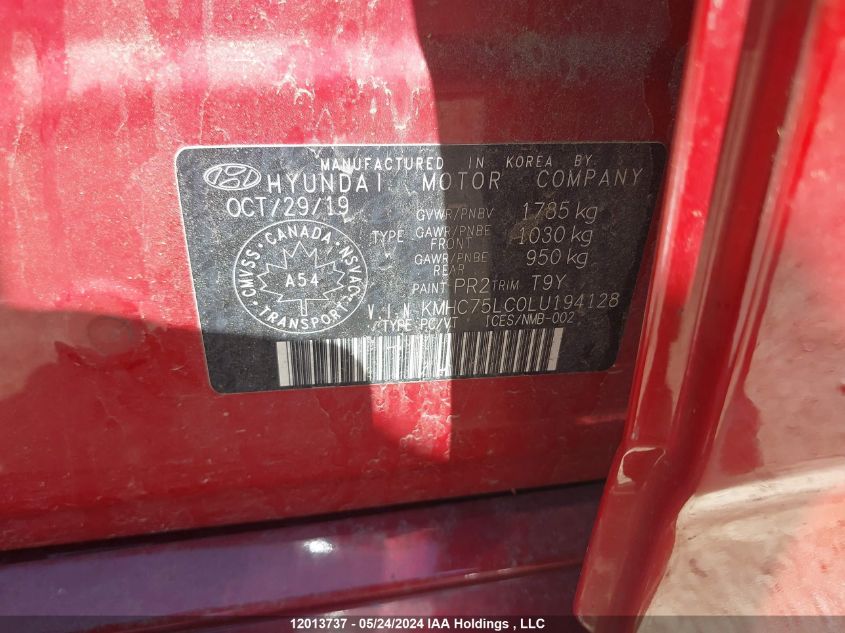 MANUFACTURED IN KOREA BY
HYUNDAI MOTOR COMPANY
OCT/29/19 GVWR/PNBV 1785 kg
TYPE GAWR/PNBE FRONT 1030 kg
GAWR/PNBE REAR 950 kg
PAINT PR2 TRIM T9Y
CMVSS · CANADA · NSVAC · TRANSPORT
A54
V.I.N KMHC75LC0LU194128
/TYPE PC/VT ICES/NMB-002
12013737 - 05/24/2024 IAA Holdings , LLC